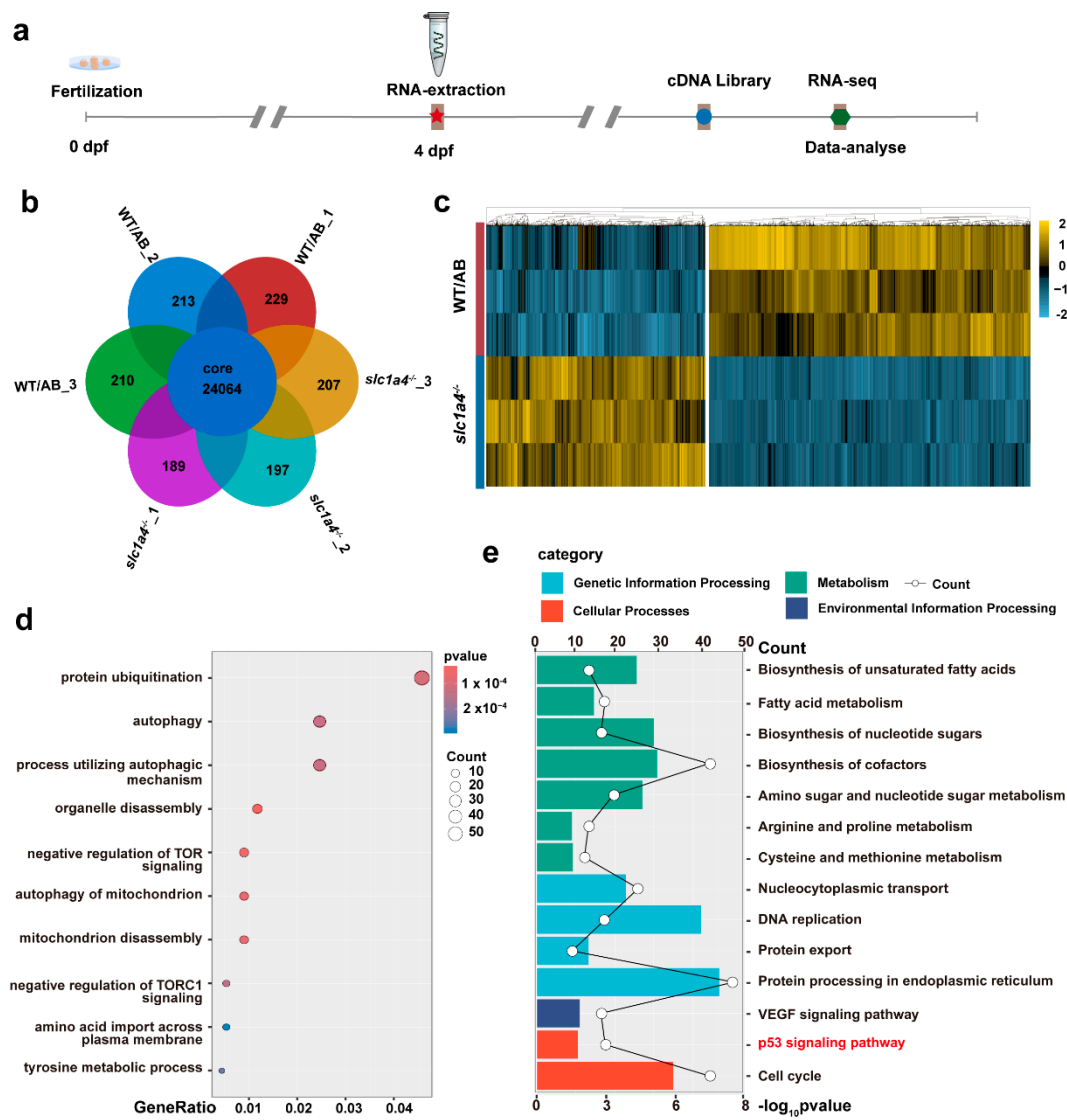 a
Fertilization
RNA-extraction
cDNA Library
RNA-seq
0 dpf
4 dpf
Data-analyse
b
WT/AB_2
WT/AB_1
213
229
WT/AB_3
210
core
24064
207
slc1a4-/-_3
189
197
slc1a4-/-_1
slc1a4-/-_2
c
WT/AB
slc1a4-/-
2
1
0
−1
-2
d
protein ubiquitination
autophagy
process utilizing autophagic
mechanism
organelle disassembly
negative regulation of TOR
signaling
autophagy of mitochondrion
mitochondrion disassembly
negative regulation of TORC1
signaling
amino acid import across
plasma membrane
tyrosine metabolic process
GeneRatio
0.01
0.02
0.03
0.04
pvalue
1 x 10-4
2 x10-4
Count
10
20
30
40
50
e
category
Genetic Information Processing
Metabolism
Count
Cellular Processes
Environmental Information Processing
0 10 20 30 40 50
Count
Biosynthesis of unsaturated fatty acids
Fatty acid metabolism
Biosynthesis of nucleotide sugars
Biosynthesis of cofactors
Amino sugar and nucleotide sugar metabolism
Arginine and proline metabolism
Cysteine and methionine metabolism
Nucleocytoplasmic transport
DNA replication
Protein export
Protein processing in endoplasmic reticulum
VEGF signaling pathway
p53 signaling pathway
Cell cycle
0 3 6 8
-log10pvalue